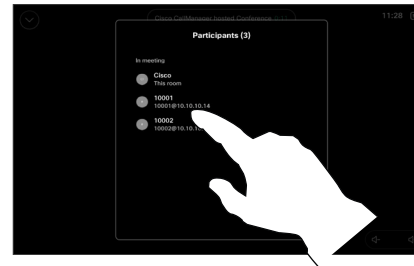 Cisco CallManager hosted Conference
11:28
Participants (3)
In meeting
Cisco
This room
10001
10001@10.10.10.14
10002